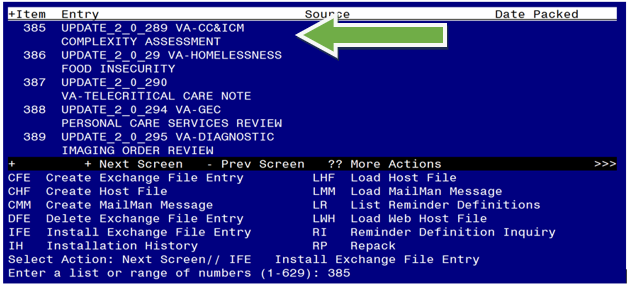 +Item Entry Source Date Packed
385 UPDATE_2_0_289 VA-CC&ICM
COMPLEXITY ASSESSMENT
386 UPDATE_2_0_29 VA-HOMELESSNESS
FOOD INSECURITY
387 UPDATE_2_0_290
VA-TELECRITICAL CARE NOTE
388 UPDATE_2_0_294 VA-GEC
PERSONAL CARE SERVICES REVIEW
389 UPDATE_2_0_295 VA-DIAGNOSTIC
IMAGING ORDER REVIEW
+ + Next Screen - Prev Screen ?? More Actions >>>
CFE Create Exchange File Entry LHF Load Host File
CHF Create Host File LMM Load MailMan Message
CMM Create MailMan Message LR List Reminder Definitions
DFE Delete Exchange File Entry LWH Load Web Host File
IFE Install Exchange File Entry RI Reminder Definition Inquiry
IH Installation History RP Repack
Select Action: Next Screen// IFE Install Exchange File Entry
Enter a list or range of numbers (1-629): 385